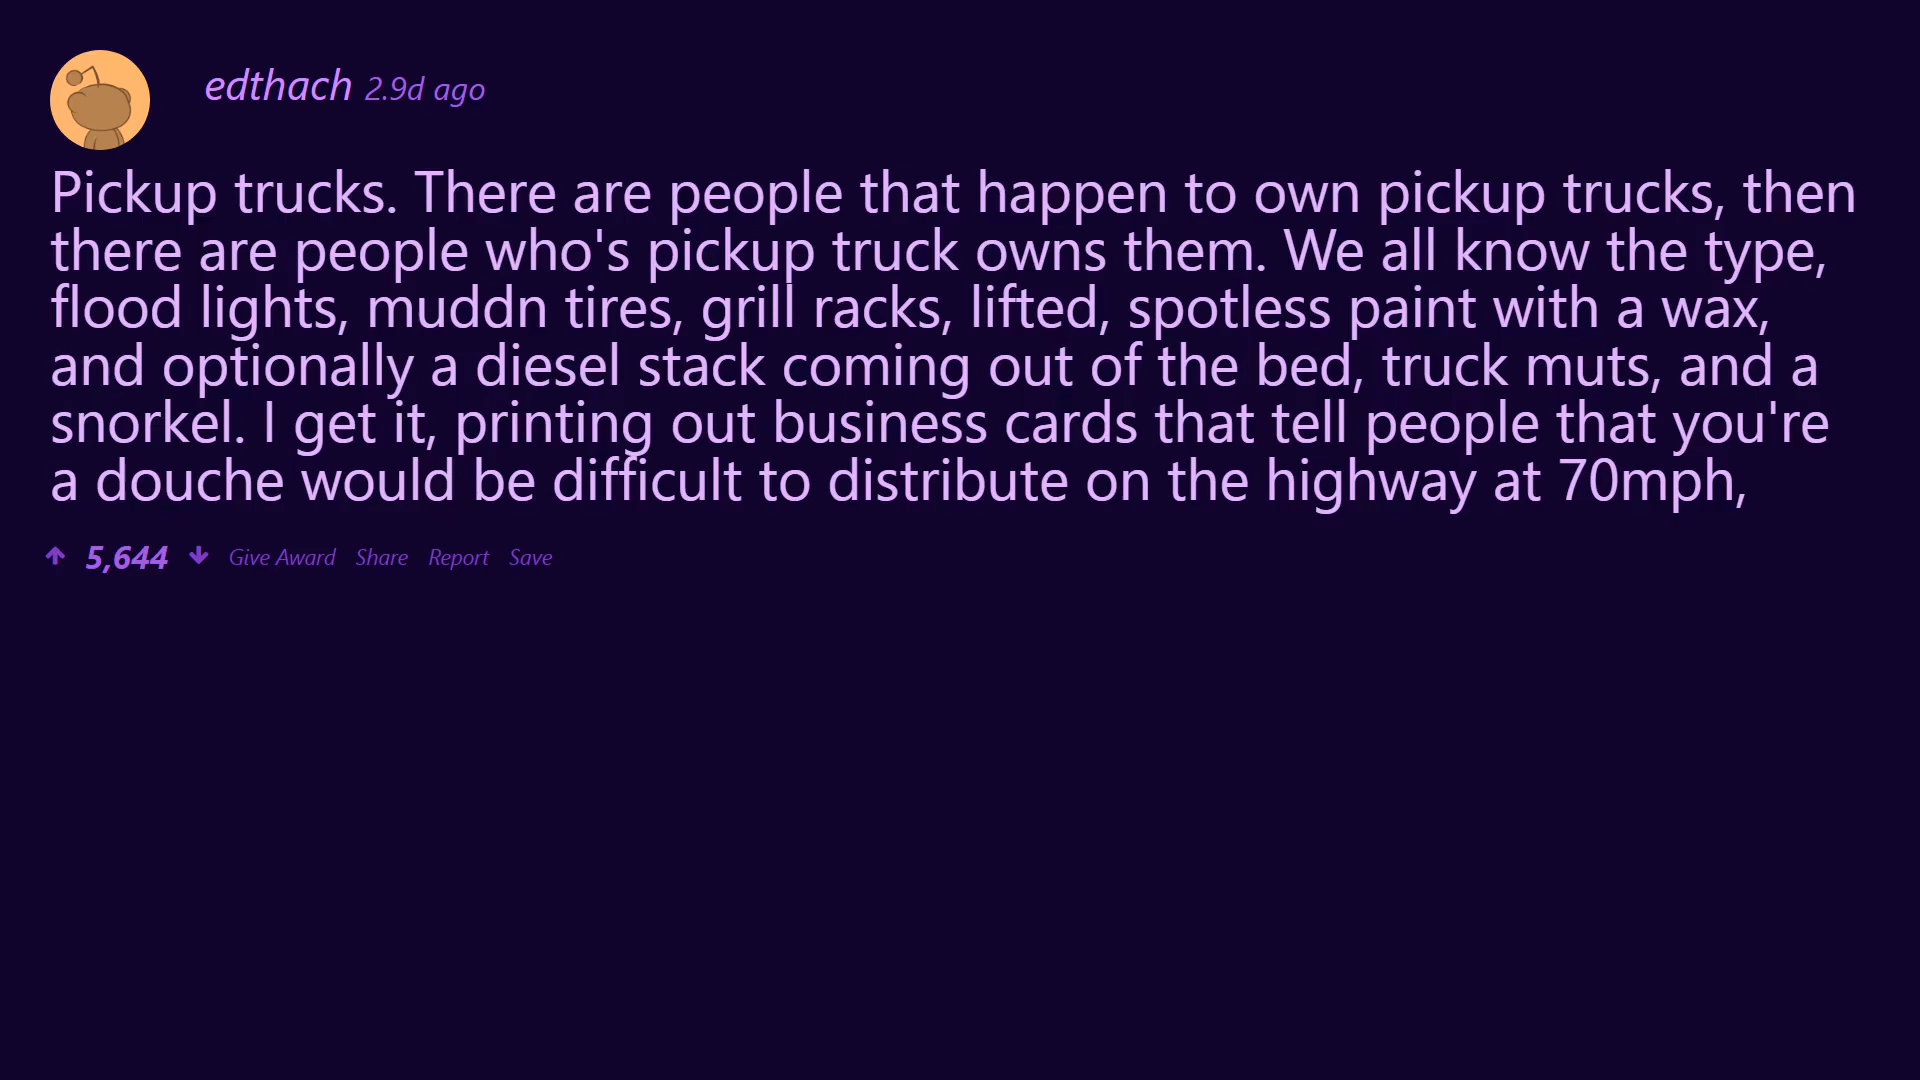 edthach 2.9d ago
Pickup trucks. There are people that happen to own pickup trucks, then
there are people who's pickup truck owns them. We all know the type,
flood lights, muddn tires, grill racks, lifted, spotless paint with a wax,
and optionally a diesel stack coming out of the bed, truck muts, and a
snorkel. I get it, printing out business cards that tell people that you're
a douche would be difficult to distribute on the highway at 70mph,
5,644 Give Award Share Report Save